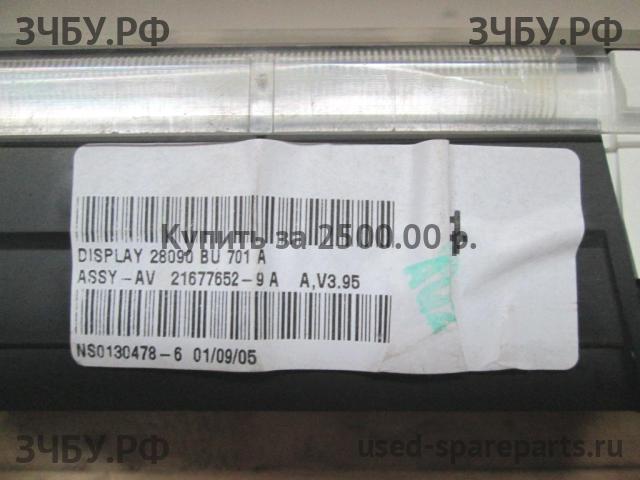 ЗЧБУ.РФ
ЗЧБУ.РФ
Купить за 2500.00 р.
DISPLAY 28090 BU 701 A
ASSY-AV 21677652-9A A,V3.95
NS0130478-6 01/09/05
ЗЧБУ.РФ
used-spareparts.ru